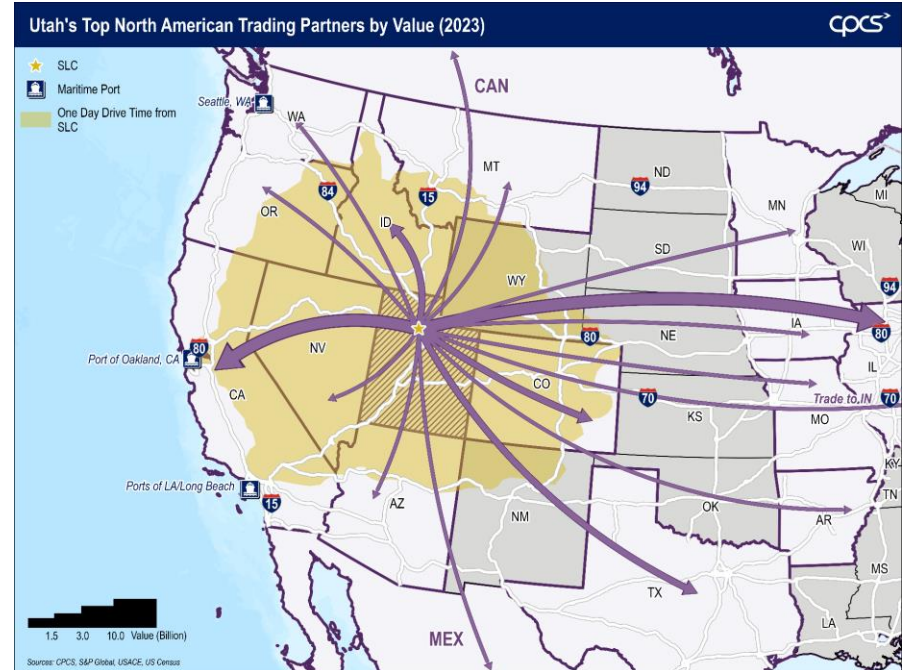 Utah's Top North American Trading Partners by Value (2023)
cpcs
SLC
Maritime Port
One Day Drive Time from
SLC
CAN
Seattle, WA
WA
MT
ND
MN
MI
84
15
94
OR
ID
SD
WI
WY
94
IA
80
80
NE
IL
80
NV
Port of Oakland, CA
CO
CA
70
Trade to IN
70
KS
MO
KY
Ports of LA/Long Beach
15
TN
AZ
OK
AR
NM
MS
TX
LA
1.5 3.0 10.0 Value (Billion)
MEX
Sources: CPCS, S&P Global, USACE, US Census